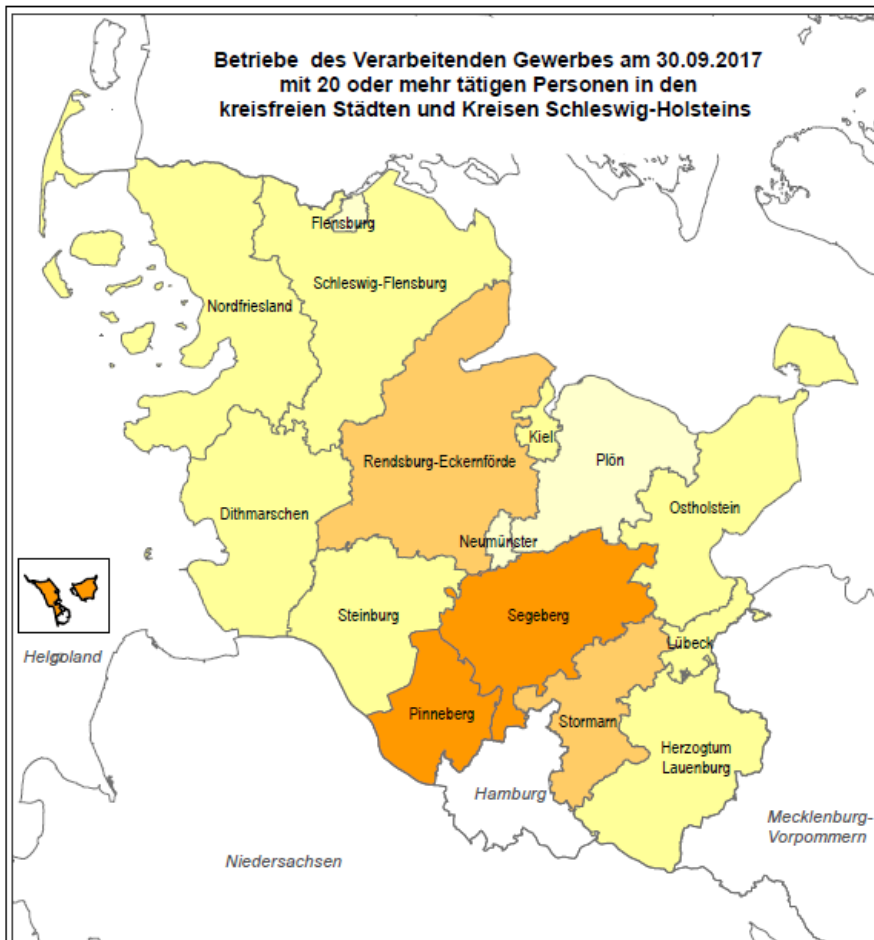 Betriebe des Verarbeitenden Gewerbes am 30.09.2017
mit 20 oder mehr tätigen Personen in den
kreisfreien Städten und Kreisen Schleswig-Holsteins
Flensburg
Schleswig-Flensburg
Nordfriesland
Kiel
Rendsburg-Eckernförde
Plön
Ostholstein
Dithmarschen
Neumünster
Steinburg
Segeberg
Lübeck
Helgoland
Pinneberg
Stormarn
Herzogtum
Lauenburg
Hamburg
Mecklenburg-
Vorpommern
Niedersachsen